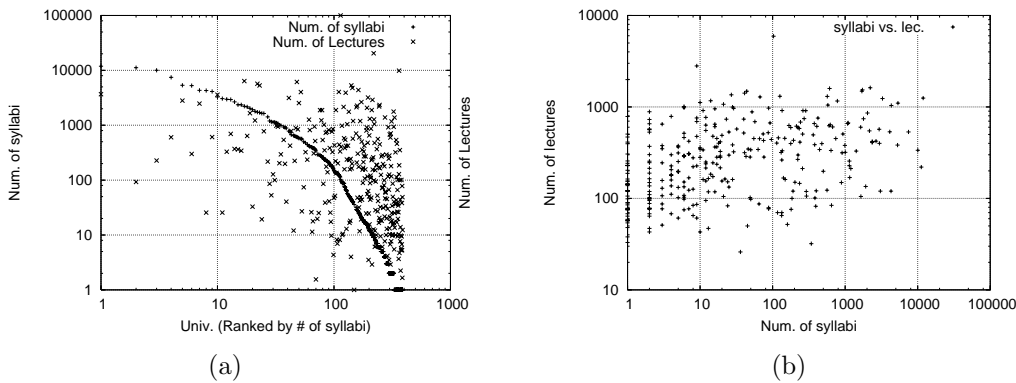 100000
10000
1000
100
10
1
1
10
100
1000
Num. of syllabi
Num. of Lectures
Univ. (Ranked by # of syllabi)
Num. of syllabi
Num. of Lectures
(a)
10000
1000
100
10
1
10
100
1000
10000
100000
Num. of lectures
Num. of syllabi
syllabi vs. lec.
(b)